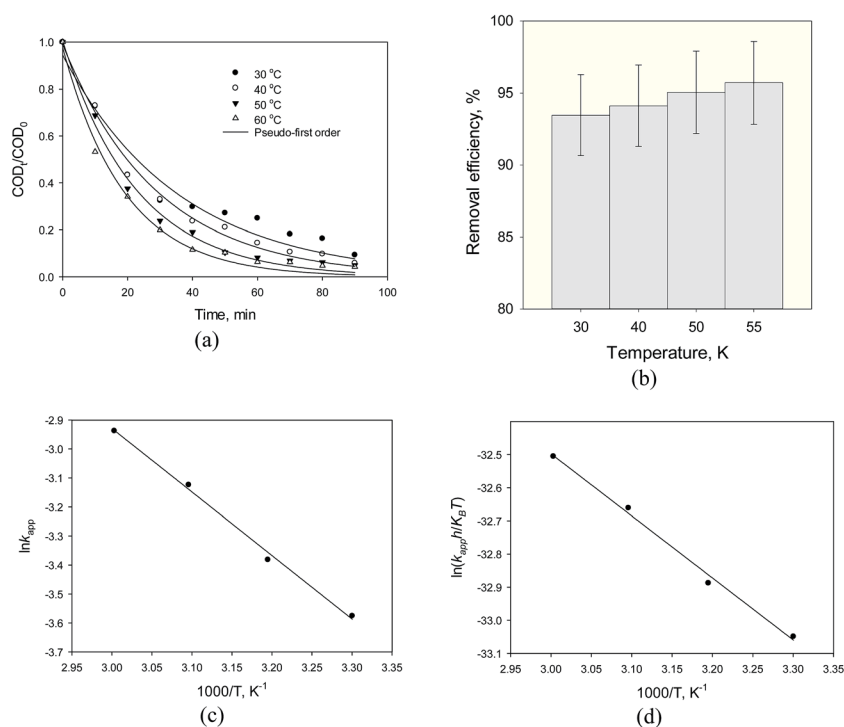 1.0
0.8
0.6
0.4
0.2
0.0
CODt/COD0
30 °C
40 °C
50 °C
60 °C
Pseudo-first order
0 20 40 60 80 100
Time, min
(a)
100
95
90
85
80
Removal efficiency, %
30 40 50 55
Temperature, K
(b)
-2.9
-3.0
-3.1
-3.2
-3.3
-3.4
-3.5
-3.6
-3.7
lnkapp
2.95 3.00 3.05 3.10 3.15 3.20 3.25 3.30 3.35
1000/T, K-1
(c)
-32.5
-32.6
-32.7
-32.8
-32.9
-33.0
-33.1
ln(kapph/KBT)
2.95 3.00 3.05 3.10 3.15 3.20 3.25 3.30 3.35
1000/T, K-1
(d)